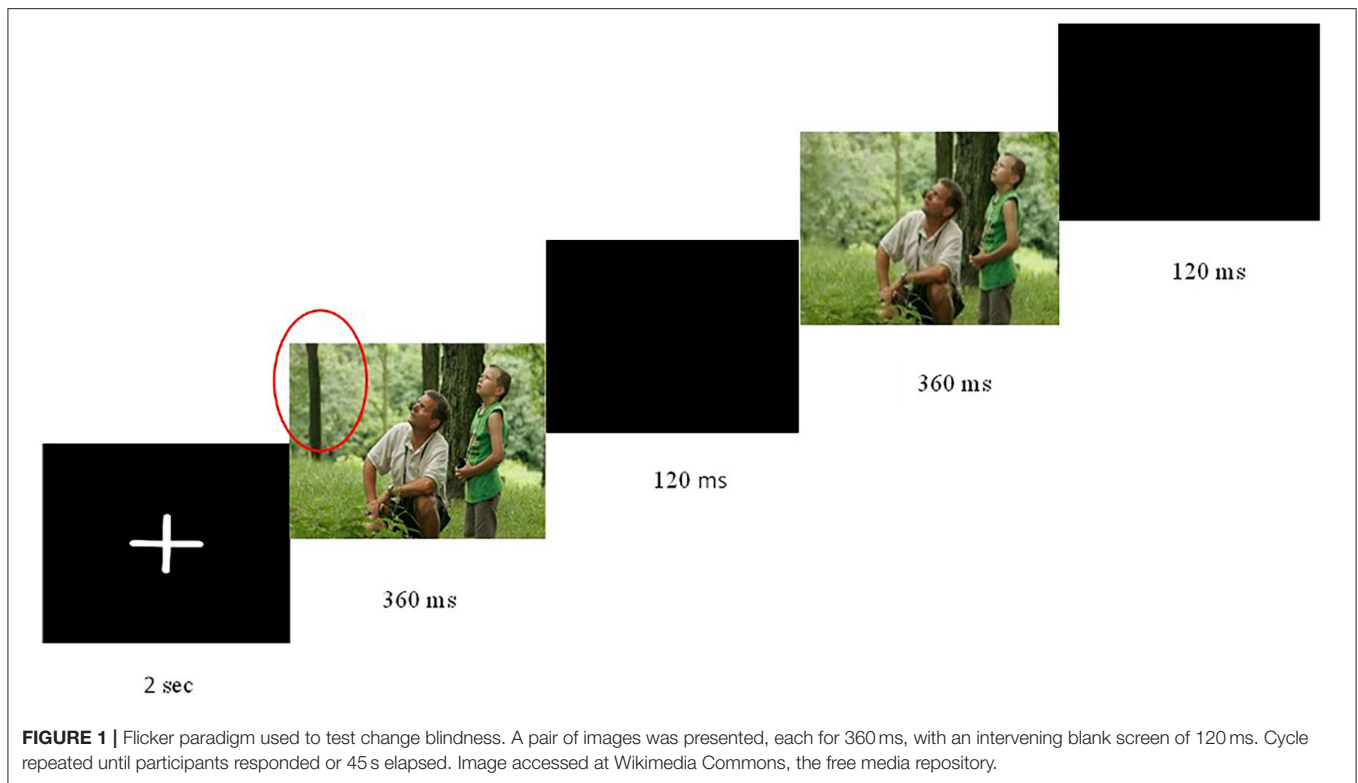 120 ms
360 ms
120 ms
360 ms
2 sec
FIGURE 1 | Flicker paradigm used to test change blindness. A pair of images was presented, each for 360 ms, with an intervening blank screen of 120 ms. Cycle
repeated until participants responded or 45 s elapsed. Image accessed at Wikimedia Commons, the free media repository.